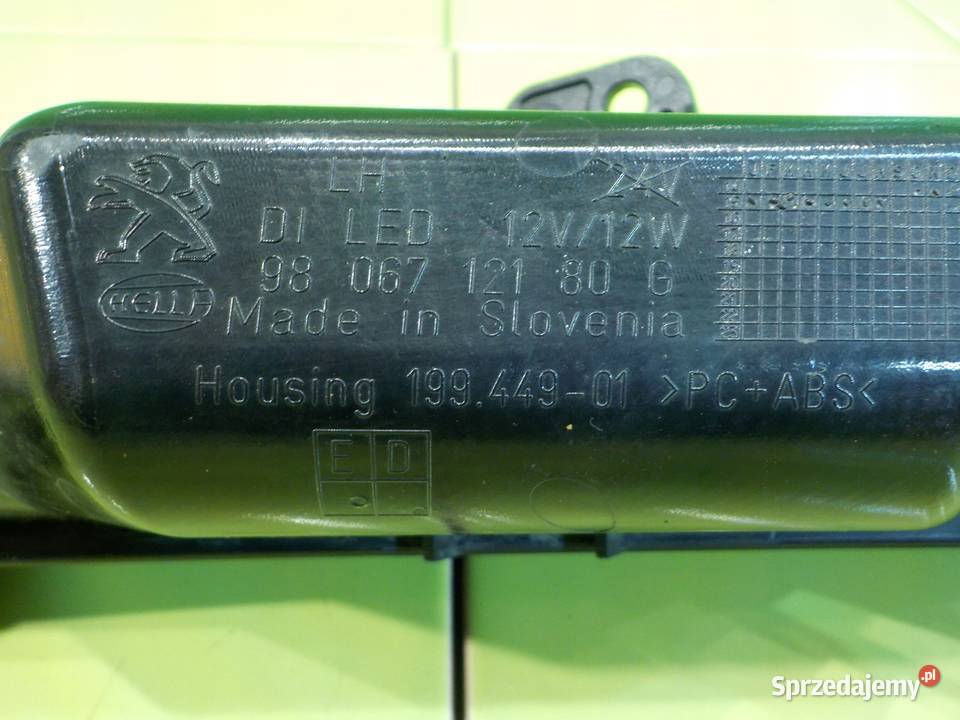 LH
DI LED 12V/12W
98 067 121 80 G
HELLA
Made in Slovenia
Housing 199.449-01 >PC+ABS<
E D
Sprzedajemy.pl